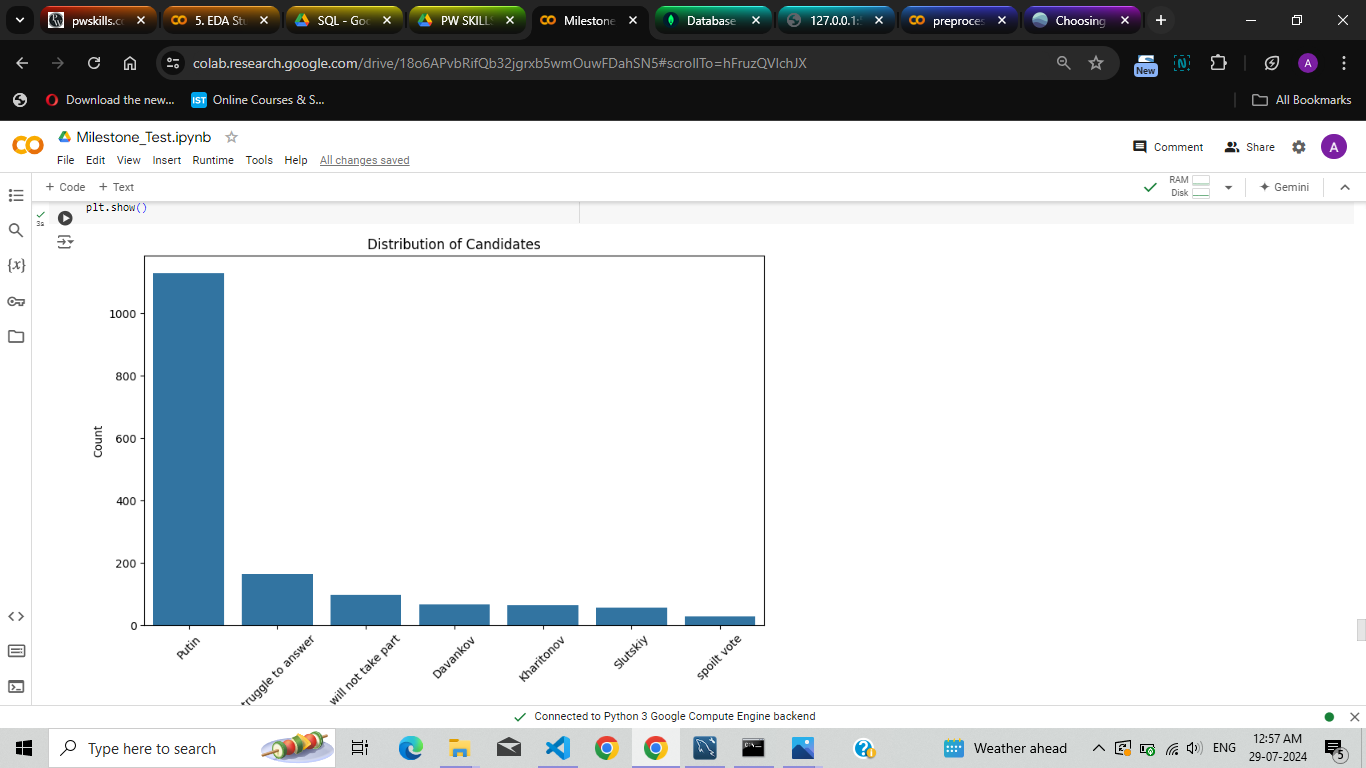 pwskills.c
5. EDA Stu
SQL - Goo
PW SKILL
Milestone
Database
127.0.0.1:
preproces
Choosing
colab.research.google.com/drive/18o6APvbRifQb32jgrxb5wmOuwFDahSN5#scrollTo=hFruzQVlchJX
New
A
Download the new...
IST
Online Courses & S...
All Bookmarks
Milestone_Test.ipynb
File Edit View Insert Runtime Tools Help All changes saved
Comment
Share
A
+ Code + Text
RAM
Disk
Gemini
plt.show()
3s
{x}
Distribution of Candidates
Count
1000
800
600
400
200
0
Putin
truggle to answer
will not take part
Davankov
Kharitonov
Slutskiy
spoilt vote
Connected to Python 3 Google Compute Engine backend
Type here to search
Weather ahead
ENG
12:57 AM
29-07-2024
5